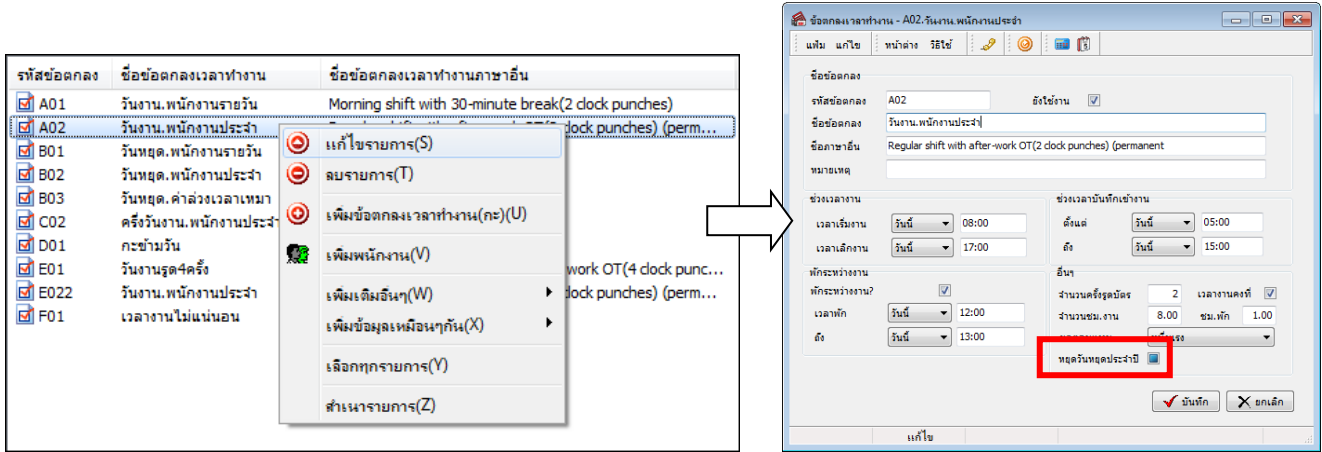 รหัสข้อตกลง ชื่อข้อตกลงเวลาทำงาน ชื่อข้อตกลงเวลาทำงานภาษาอื่น
A01 วันงาน.พนักงานรายวัน Morning shift with 30-minute break(2 clock punches)
A02 วันงาน.พนักงานประจำ clock punches) (perm...
B01 วันหยุด.พนักงานรายวัน
B02 วันหยุด.พนักงานประจำ
B03 วันหยุด.ค่าล่วงเวลาเหมา
C02 ครึ่งวันงาน.พนักงานประจำ
D01 กะข้ามวัน
E01 วันงานรูด4ครั้ง work OT(4 clock punc...
E022 วันงาน.พนักงานประจำ clock punches) (perm...
F01 เวลางานไม่แน่นอน
แก้ไขรายการ(S)
ลบรายการ(T)
เพิ่มข้อตกลงเวลาทำงาน(กะ)(U)
เพิ่มพนักงาน(V)
เพิ่มเติมอื่นๆ(W)
เพิ่มข้อมูลเหมือนๆกัน(X)
เลือกทุกรายการ(Y)
สำเนารายการ(Z)
ข้อตกลงเวลาทำงาน - A02.วันงาน.พนักงานประจำ
แฟ้ม แก้ไข หน้าต่าง วิธีใช้
ชื่อข้อตกลง
รหัสข้อตกลง A02 ยังใช้งาน
ชื่อข้อตกลง วันงาน.พนักงานประจำ
ชื่อภาษาอื่น Regular shift with after-work OT(2 clock punches) (permanent
หมายเหตุ
ช่วงเวลางาน
เวลาเริ่มงาน วันนี้ 08:00
เวลาเลิกงาน วันนี้ 17:00
ช่วงเวลาบันทึกเข้างาน
ตั้งแต่ วันนี้ 05:00
ถึง วันนี้ 15:00
พักระหว่างงาน
พักระหว่างงาน?
เวลาพัก วันนี้ 12:00
ถึง วันนี้ 13:00
อื่นๆ
จำนวนครั้งรูดบัตร 2 เวลางานคงที่
จำนวนชม.งาน 8.00 ชม.พัก 1.00
หยุดวันหยุดประจำปี
บันทึก ยกเลิก
แก้ไข